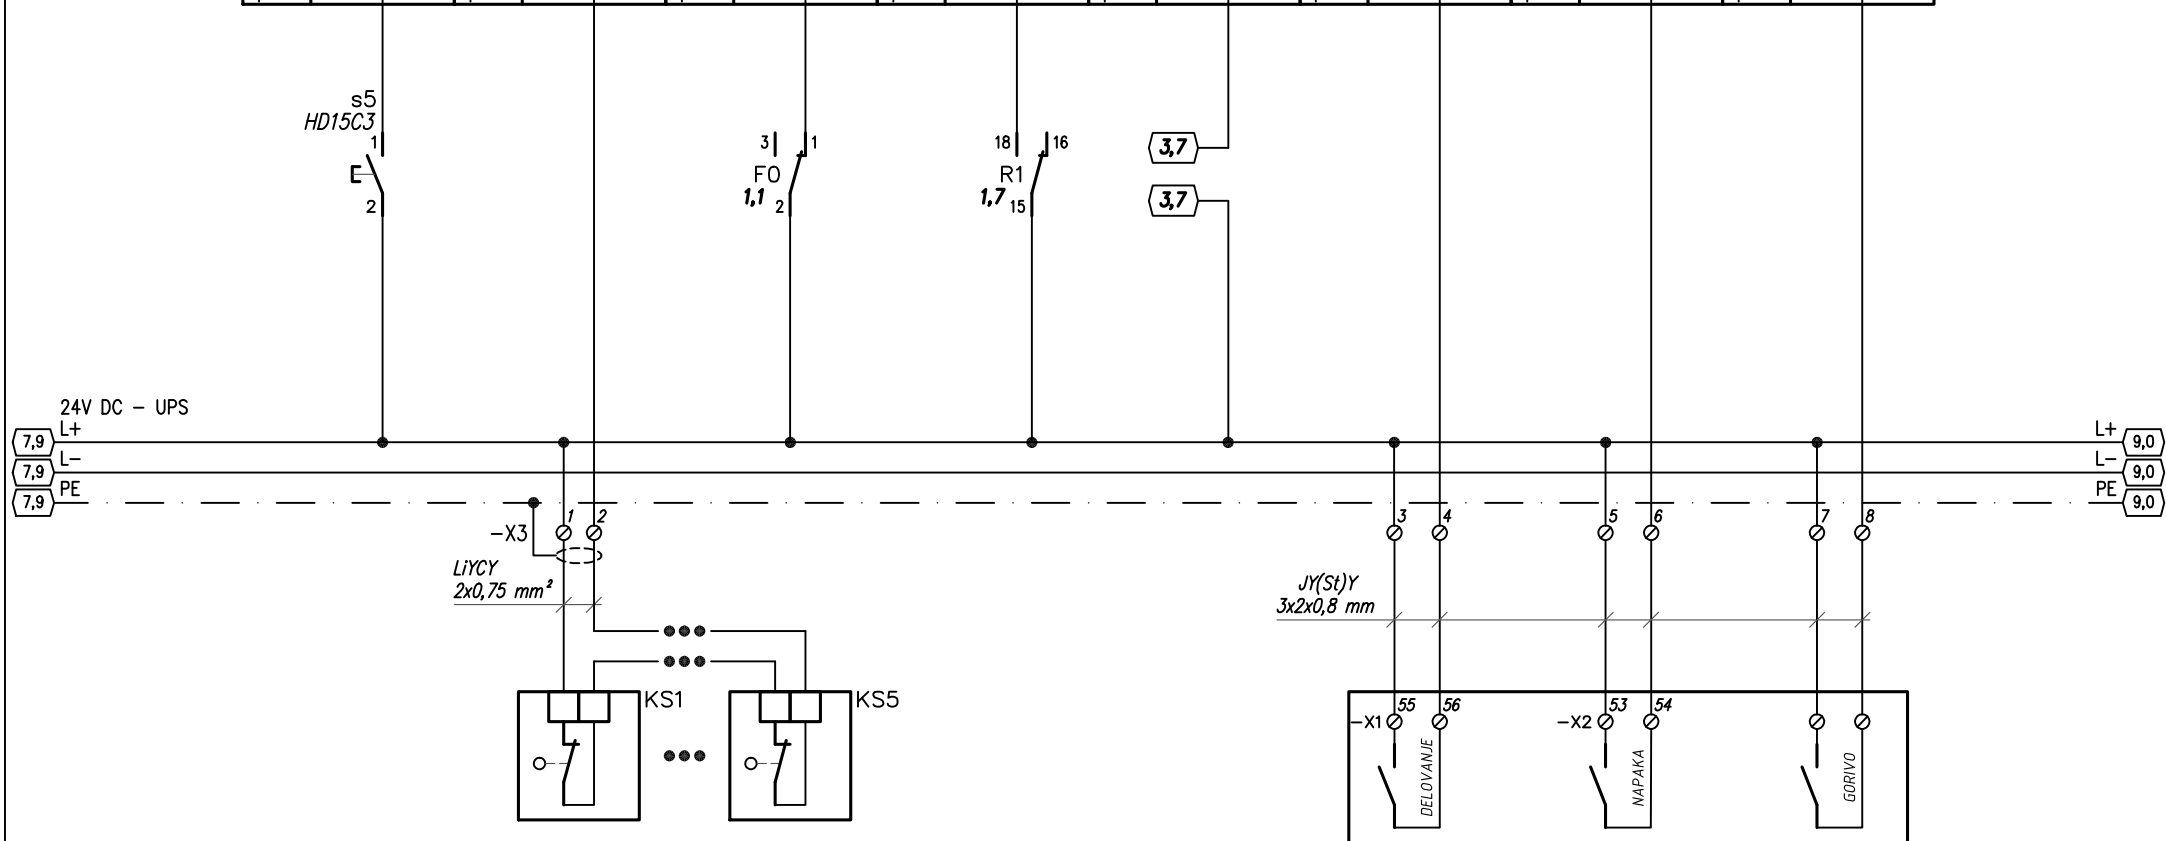 s5
HD15C3
1
2
3
1
F0
1,1
2
18
16
R1
1,7
15
3,7
3,7
24V DC - UPS
L+
7,9
L-
7,9
PE
7,9
L+
9,0
L-
9,0
PE
9,0
-X3
1
2
3
4
5
6
7
8
LiYCY
2x0,75 mm²
JY(St)Y
3x2x0,8 mm
KS1
KS5
-X1
55
56
-X2
53
54
DELOVANJE
NAPAKA
GORIVO